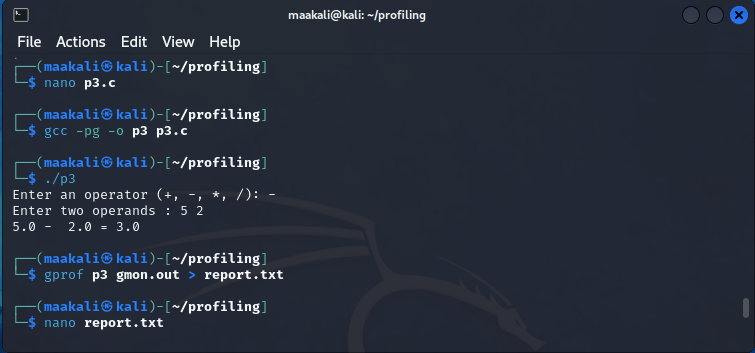 maakali@kali: ~/profiling
File Actions Edit View Help
┌──(maakali㉿kali)-[~/profiling]
└─$ nano p3.c
┌──(maakali㉿kali)-[~/profiling]
└─$ gcc -pg -o p3 p3.c
┌──(maakali㉿kali)-[~/profiling]
└─$ ./p3
Enter an operator (+, -, *, /): -
Enter two operands : 5 2
5.0 -  2.0 = 3.0
┌──(maakali㉿kali)-[~/profiling]
└─$ gprof p3 gmon.out > report.txt
┌──(maakali㉿kali)-[~/profiling]
└─$ nano report.txt